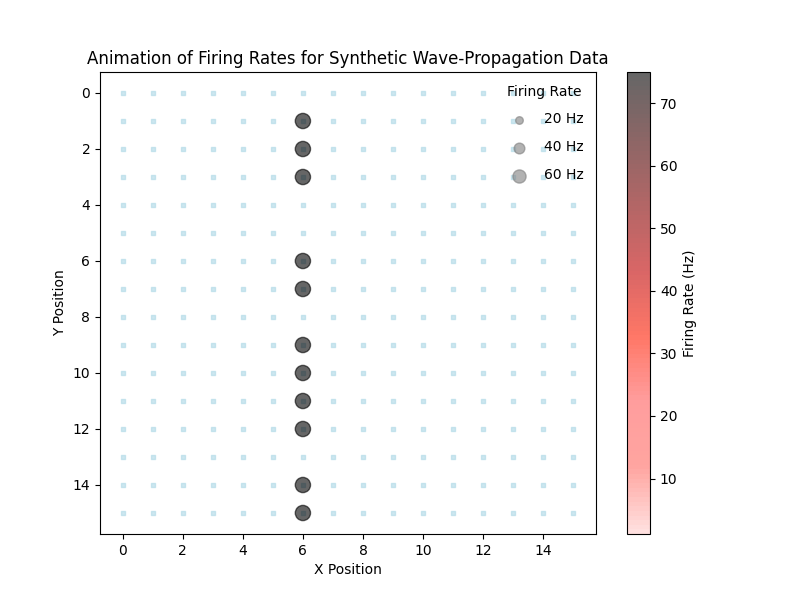 Animation of Firing Rates for Synthetic Wave-Propagation Data
Firing Rate
20 Hz
40 Hz
60 Hz
0
2
4
6
8
10
12
14
Y Position
0 2 4 6 8 10 12 14
X Position
70
60
50
40
30
20
10
Firing Rate (Hz)